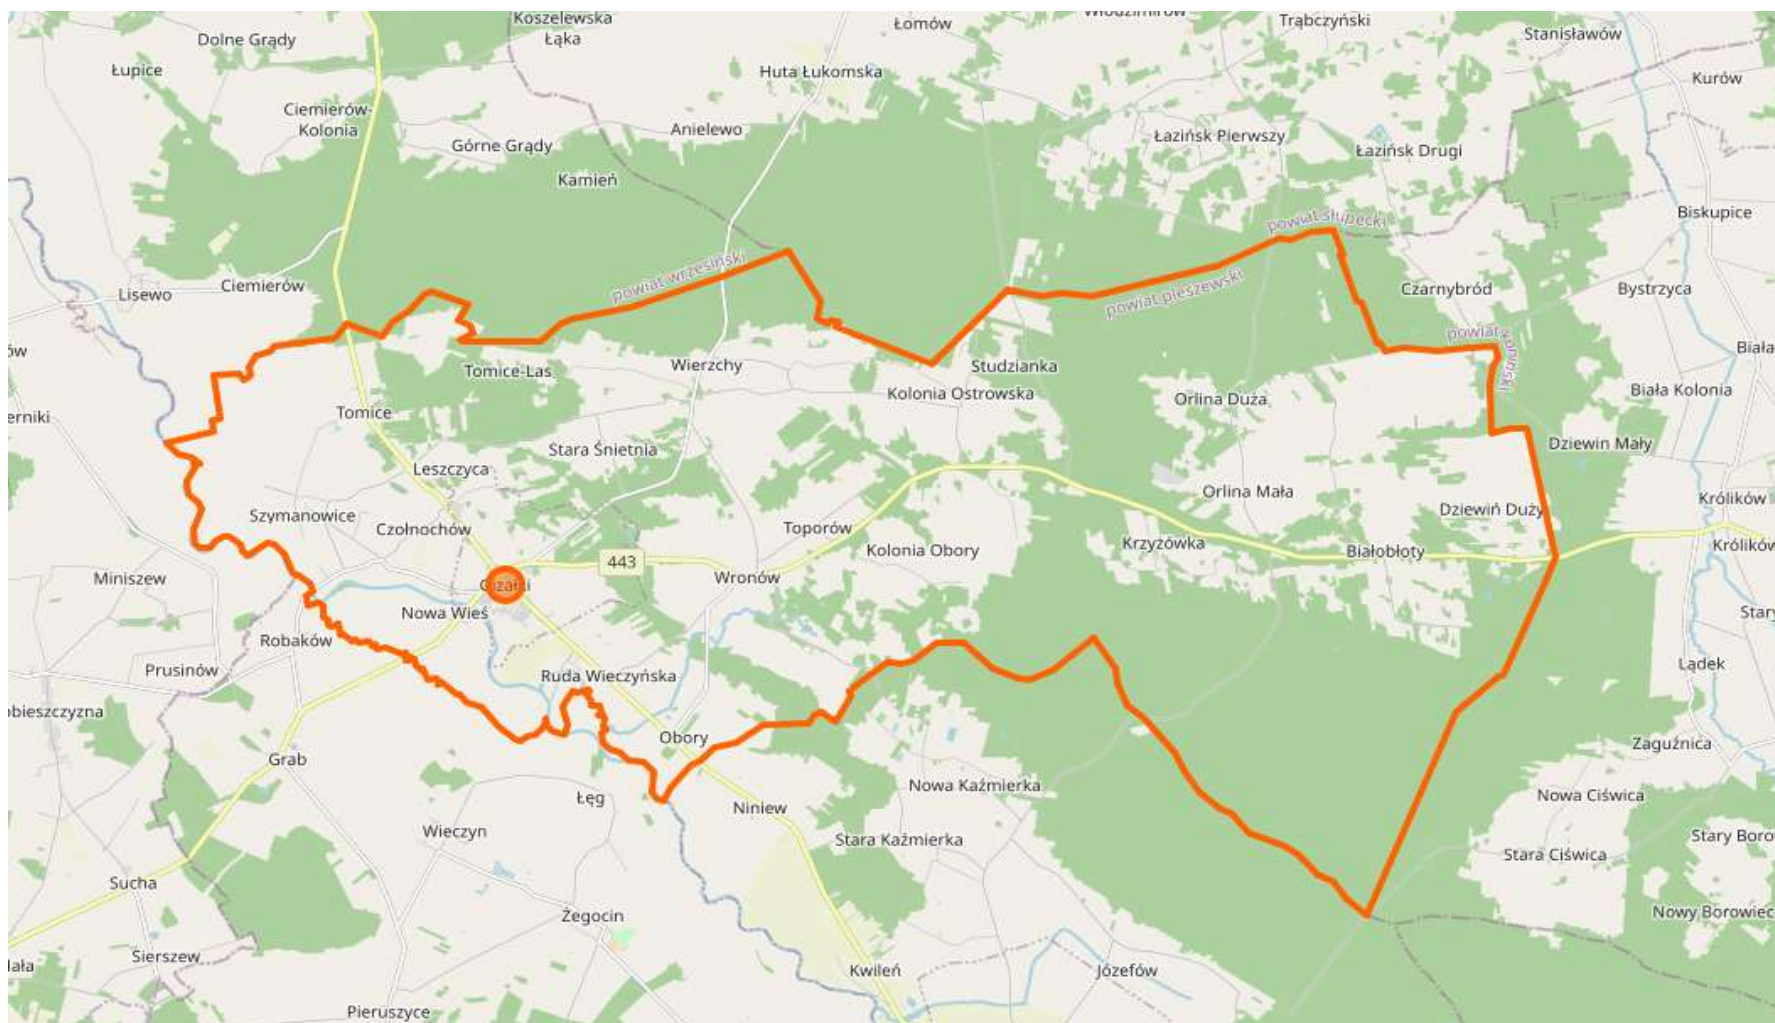 Koszelewska
Łąka
Łomów
Trąbczyński
Stanisławów
Dolne Grądy
Łupice
Huta Łukomska
Kurów
Ciemierów-
Kolonia
Anielewo
Górne Grądy
Łazińsk Pierwszy
Łazińsk Drugi
Kamień
Biskupice
powiat słupecki
powiat wrzesiński
powiat pleszewski
Ciemierów
Lisewo
Czarnybród
Bystrzyca
powiat
Biała
Tomice-Las
Wierzchy
Studzianka
Kolonia Ostrowska
Orlina Duża
Biała Kolonia
Tomice
erniki
Stara Śnietnia
Dziewin Mały
Leszczyca
Orlina Mała
Królików
Szymanowice
Czołnochów
Toporów
Dziewiń Duży
Kolonia Obory
Krzyżówka
Białobłoty
Królików
443
Miniszew
Wronów
Nowa Wieś
Robaków
Prusinów
Ruda Wieczyńska
Lądek
obieszczyzna
Obory
Zagużnica
Grab
Nowa Kaźmierka
Łęg
Niniew
Nowa Ciświca
Wieczyn
Stara Kaźmierka
Stara Ciświca
Stary Boro
Sucha
Żegocin
Nowy Borowiec
Sierszew
Kwileń
Józefów
Pieruszyce